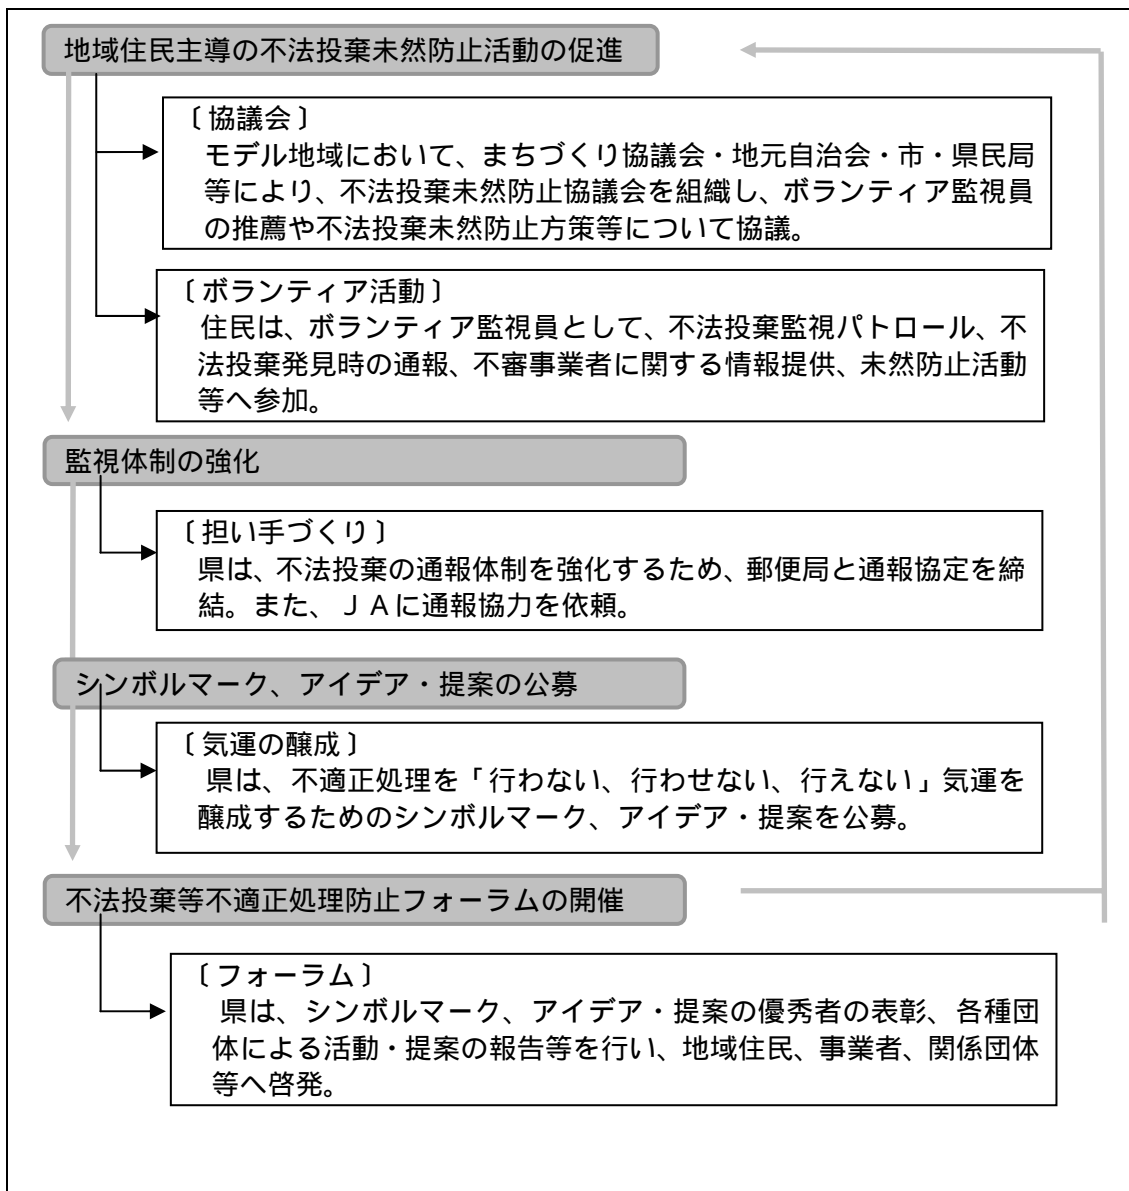 地域住民主導の不法投棄未然防止活動の促進
〔協議会〕
モデル地域において、まちづくり協議会・地元自治会・市・県民局
等により、不法投棄未然防止協議会を組織し、ボランティア監視員
の推薦や不法投棄未然防止方策等について協議。
〔ボランティア活動〕
住民は、ボランティア監視員として、不法投棄監視パトロール、不
法投棄発見時の通報、不審事業者に関する情報提供、未然防止活動
等へ参加。
監視体制の強化
〔担い手づくり〕
県は、不法投棄の通報体制を強化するため、郵便局と通報協定を締
結。また、ＪＡに通報協力を依頼。
シンボルマーク、アイデア・提案の公募
〔気運の醸成〕
県は、不適正処理を「行わない、行わせない、行えない」気運を
醸成するためのシンボルマーク、アイデア・提案を公募。
不法投棄等不適正処理防止フォーラムの開催
〔フォーラム〕
県は、シンボルマーク、アイデア・提案の優秀者の表彰、各種団
体による活動・提案の報告等を行い、地域住民、事業者、関係団体
等へ啓発。